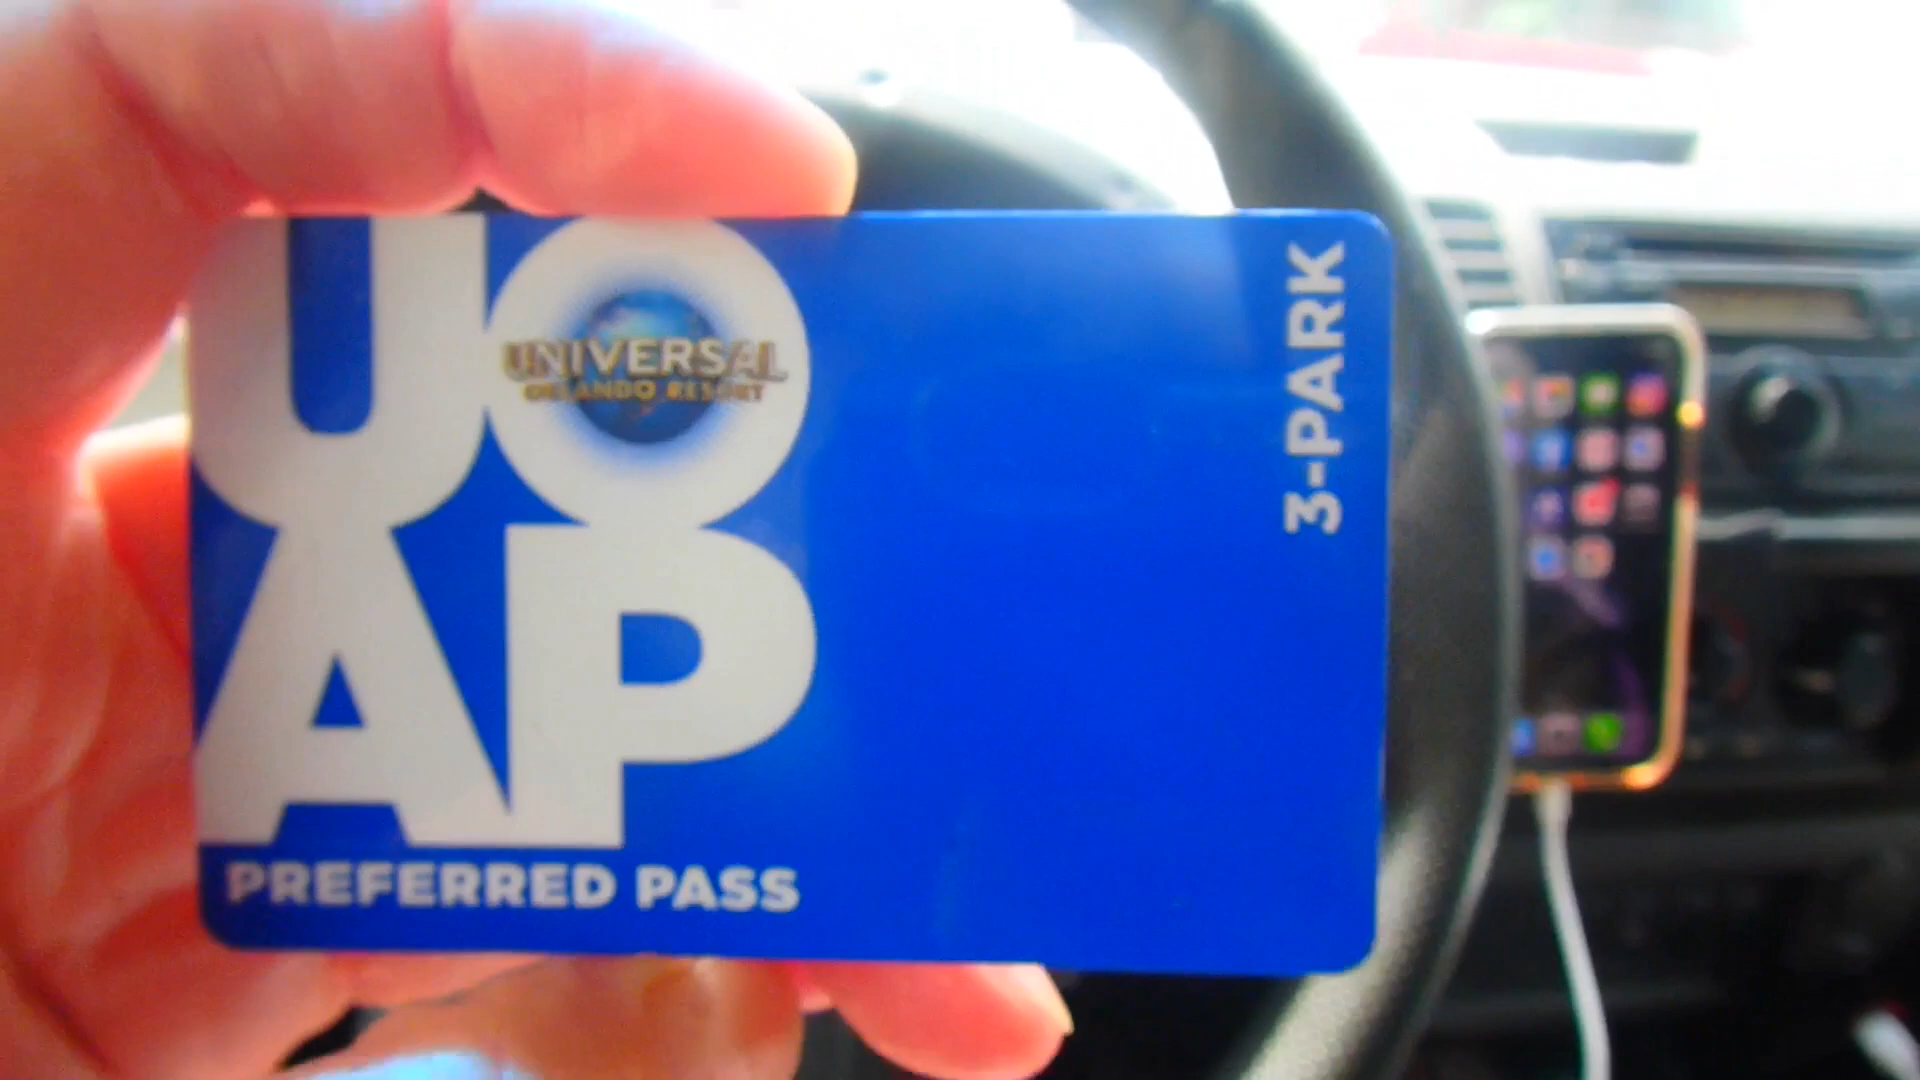 UO
UNIVERSAL
ORLANDO RESORT
AP
PREFERRED PASS
3-PARK